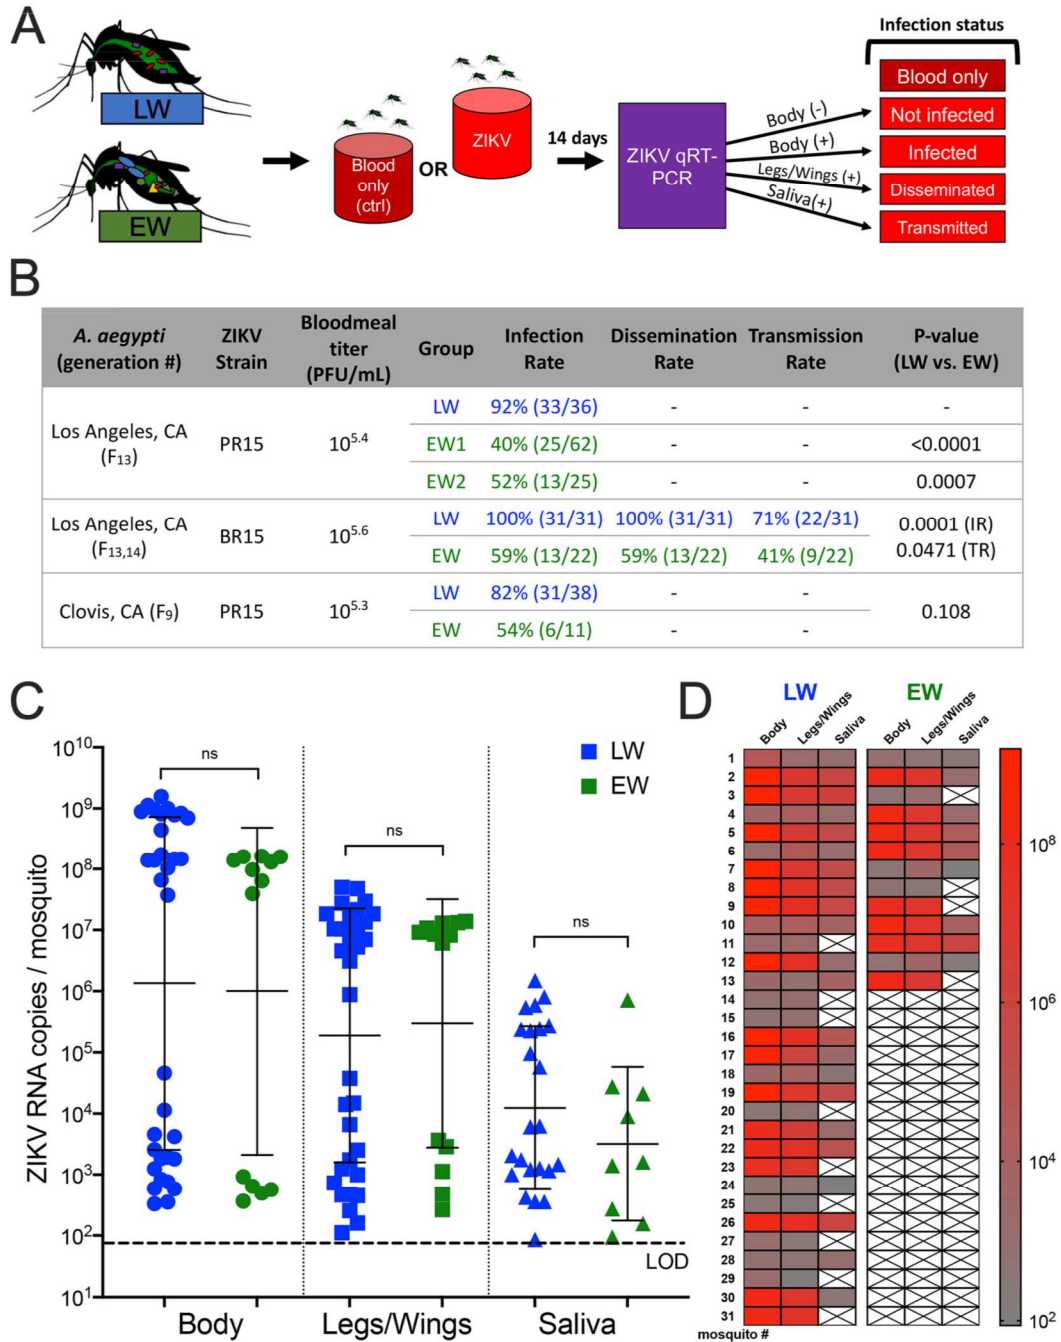 A
Infection status
LW
EW
Blood only (ctrl)
OR
ZIKV
14 days
ZIKV qRT-PCR
Body (-)
Body (+)
Legs/Wings (+)
Saliva(+)
Blood only
Not infected
Infected
Disseminated
Transmitted
B
A. aegypti (generation #) ZIKV Strain Bloodmeal titer (PFU/mL) Group Infection Rate Dissemination Rate Transmission Rate P-value (LW vs. EW)
Los Angeles, CA (F13) PR15 10^5.4 LW 92% (33/36) - - -
EW1 40% (25/62) - - <0.0001
EW2 52% (13/25) - - 0.0007
Los Angeles, CA (F13,14) BR15 10^5.6 LW 100% (31/31) 100% (31/31) 71% (22/31) 0.0001 (IR)
EW 59% (13/22) 59% (13/22) 41% (9/22) 0.0471 (TR)
Clovis, CA (F9) PR15 10^5.3 LW 82% (31/38) - - 0.108
EW 54% (6/11) - -
C
ZIKV RNA copies / mosquito
10^10
10^9
10^8
10^7
10^6
10^5
10^4
10^3
10^2
10^1
ns
ns
ns
LW
EW
LOD
Body
Legs/Wings
Saliva
D
LW
EW
Body
Legs/Wings
Saliva
Body
Legs/Wings
Saliva
1
2
3
4
5
6
7
8
9
10
11
12
13
14
15
16
17
18
19
20
21
22
23
24
25
26
27
28
29
30
31
mosquito #
10^8
10^6
10^4
10^2